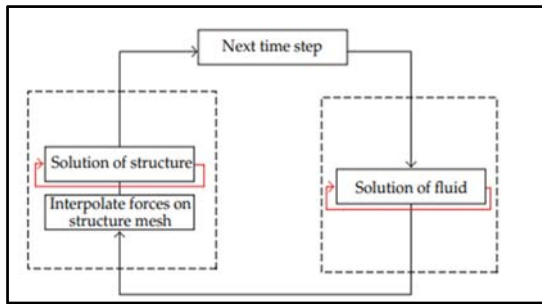 Next time step
Solution of structure
Interpolate forces on
structure mesh
Solution of fluid